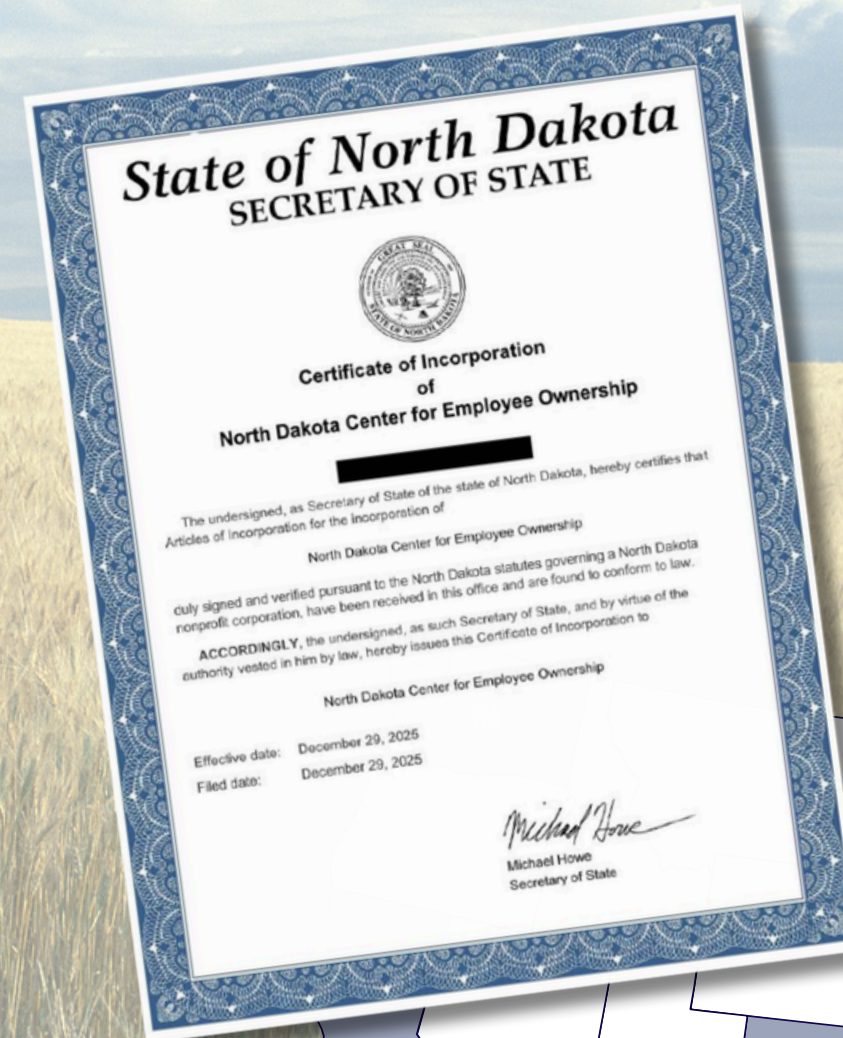 State of North Dakota
SECRETARY OF STATE
GREAT SEAL
STATE OF NORTH DAKOTA
Certificate of Incorporation
of
North Dakota Center for Employee Ownership
The undersigned, as Secretary of State of the state of North Dakota, hereby certifies that
Articles of Incorporation for the incorporation of
North Dakota Center for Employee Ownership
duly signed and verified pursuant to the North Dakota statutes governing a North Dakota
nonprofit corporation, have been received in this office and are found to conform to law.
ACCORDINGLY, the undersigned, as such Secretary of State, and by virtue of the
authority vested in him by law, hereby issues this Certificate of Incorporation to
North Dakota Center for Employee Ownership
Effective date: December 29, 2025
Filed date: December 29, 2025
Michael Howe
Michael Howe
Secretary of State